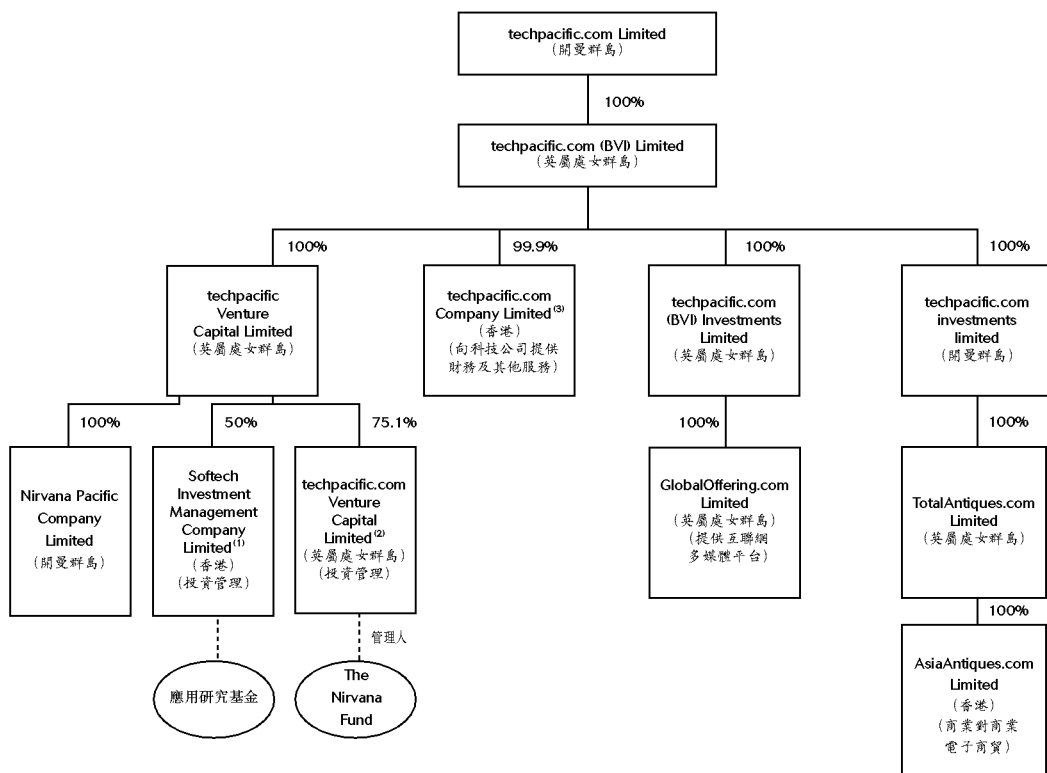 techpacific.com Limited
(開曼群島)
100%
techpacific.com (BVI) Limited
(英屬處女群島)
100%
99.9%
100%
100%
techpacific
Venture
Capital Limited
(英屬處女群島)
techpacific.com
Company Limited(3)
(香港)
(向科技公司提供
財務及其他服務)
techpacific.com
(BVI) Investments
Limited
(英屬處女群島)
techpacific.com
investments
limited
(開曼群島)
100%
50%
75.1%
100%
100%
Nirvana Pacific
Company
Limited
(開曼群島)
Softech
Investment
Management
Company
Limited(1)
(香港)
(投資管理)
techpacific.com
Venture
Capital
Limited(2)
(英屬處女群島)
(投資管理)
GlobalOffering.com
Limited
(英屬處女群島)
(提供互聯網
多媒體平台)
TotalAntiques.com
Limited
(英屬處女群島)
管理人
100%
應用研究基金
The
Nirvana
Fund
AsiaAntiques.com
Limited
(香港)
(商業對商業
電子商貿)